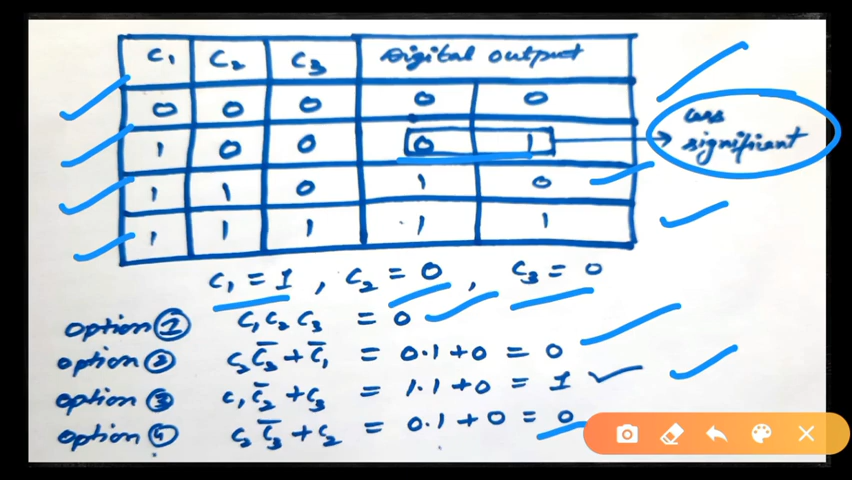 C₁ C₂ C₃ Digital output
0 0 0 0 0
1 0 0 0 1
less
significant
1 1 0 1 0
1 1 1 1 1
C₁ = 1 , C₂ = 0 , C₃ = 0
option ① C₁C₂C₃ = 0
option ② C₂C̅₃ + C̅₁ = 0.1+0 = 0
option ③ C₁C̅₂ + C₃ = 1.1+0 = 1 ✓
option ④ C₂C̅₃ + C₂ = 0.1+0 = 0